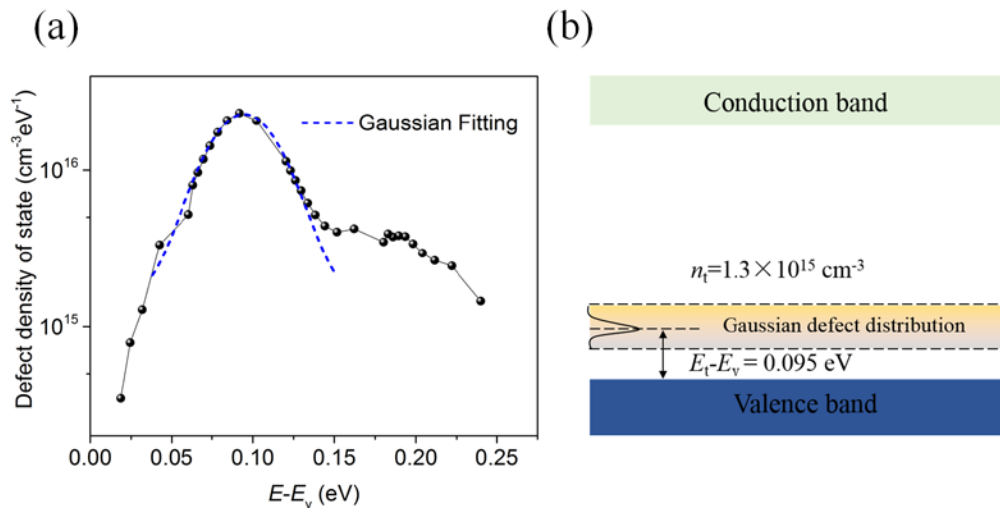 (a)
(b)
Defect density of state (cm⁻³eV⁻¹)
10¹⁶
10¹⁵
Gaussian Fitting
0.00 0.05 0.10 0.15 0.20 0.25
E-Eᵥ (eV)
Conduction band
nₜ=1.3×10¹⁵ cm⁻³
Gaussian defect distribution
Eₜ-Eᵥ = 0.095 eV
Valence band